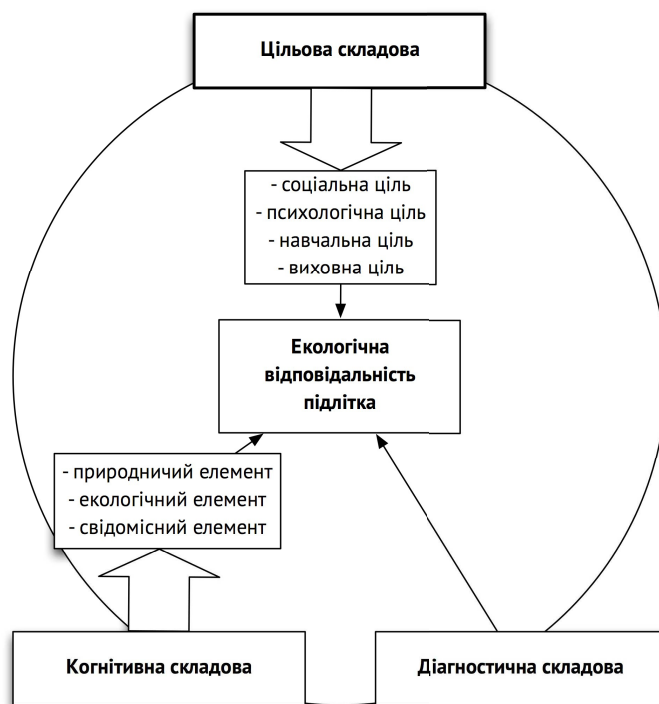 Цільова складова
- соціальна ціль
- психологічна ціль
- навчальна ціль
- виховна ціль
Екологічна
відповідальність
підлітка
- природничий елемент
- екологічний елемент
- свідомісний елемент
Когнітивна складова
Діагностична складова